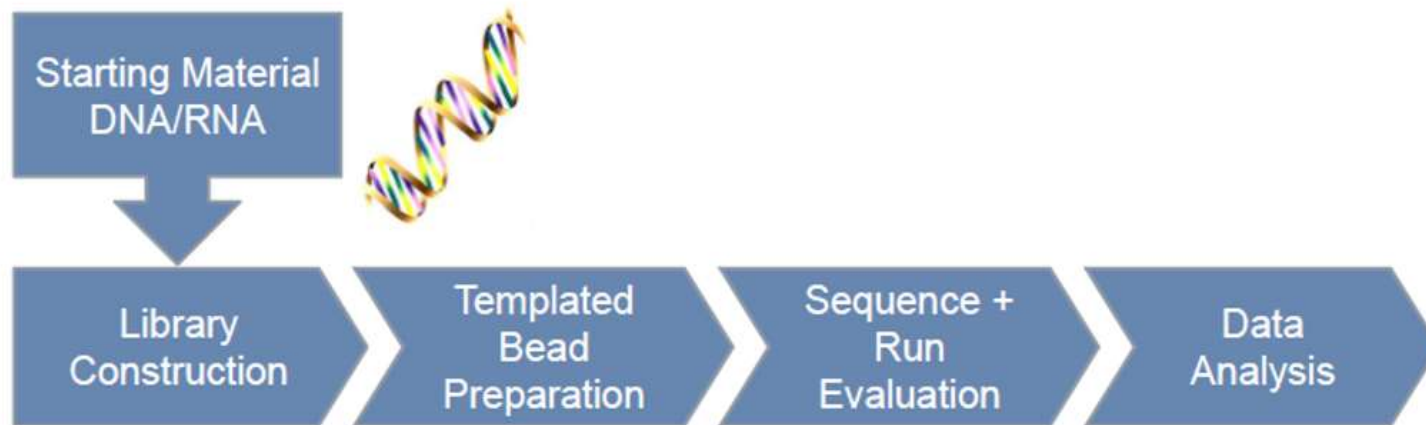 Starting Material
DNA/RNA
Library
Construction
Templated
Bead
Preparation
Sequence +
Run
Evaluation
Data
Analysis